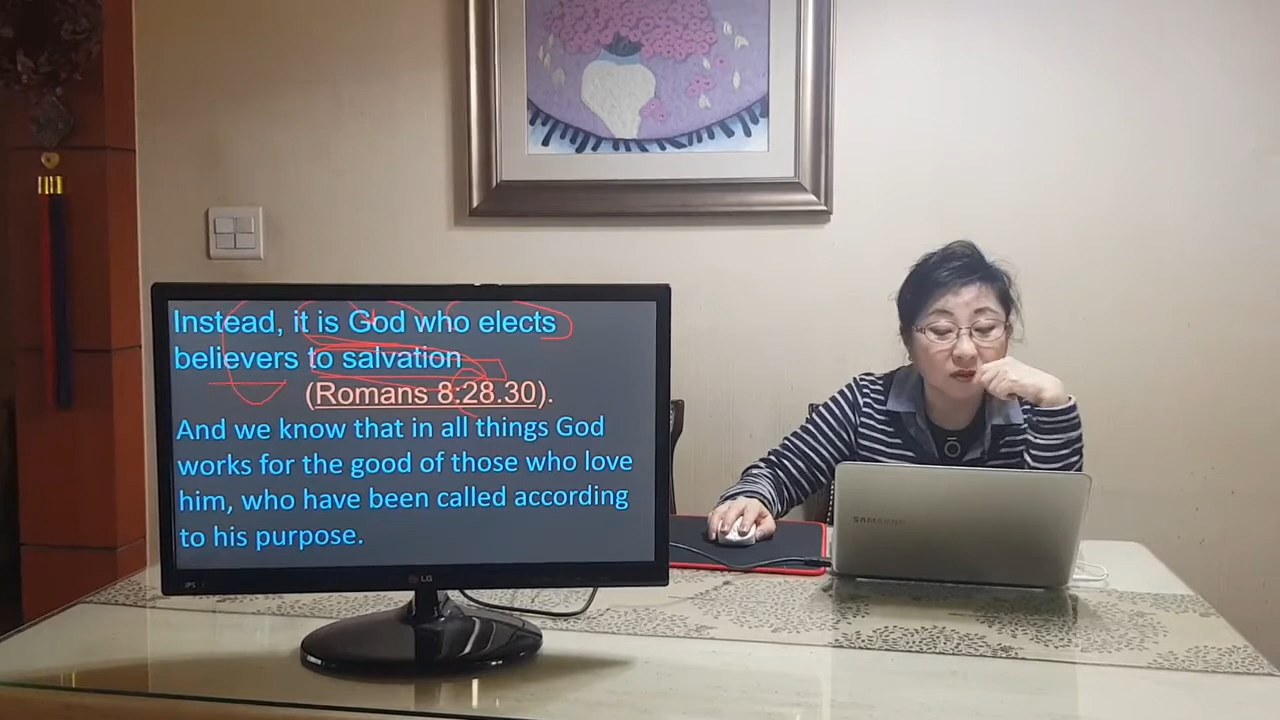 Instead, it is God who elects
believers to salvation
(Romans 8:28.30).
And we know that in all things God
works for the good of those who love
him, who have been called according
to his purpose.
IPS
LG
SAMSUNG